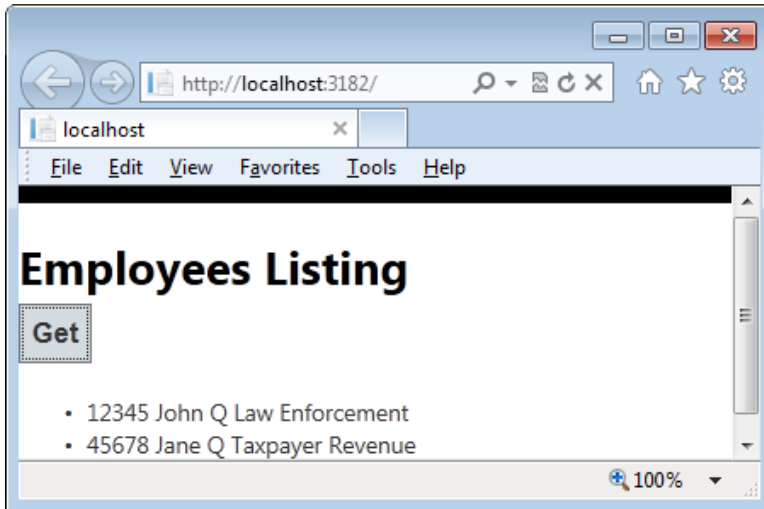 http://localhost:3182/
localhost
File Edit View Favorites Tools Help
Employees Listing
Get
• 12345 John Q Law Enforcement
• 45678 Jane Q Taxpayer Revenue
100%